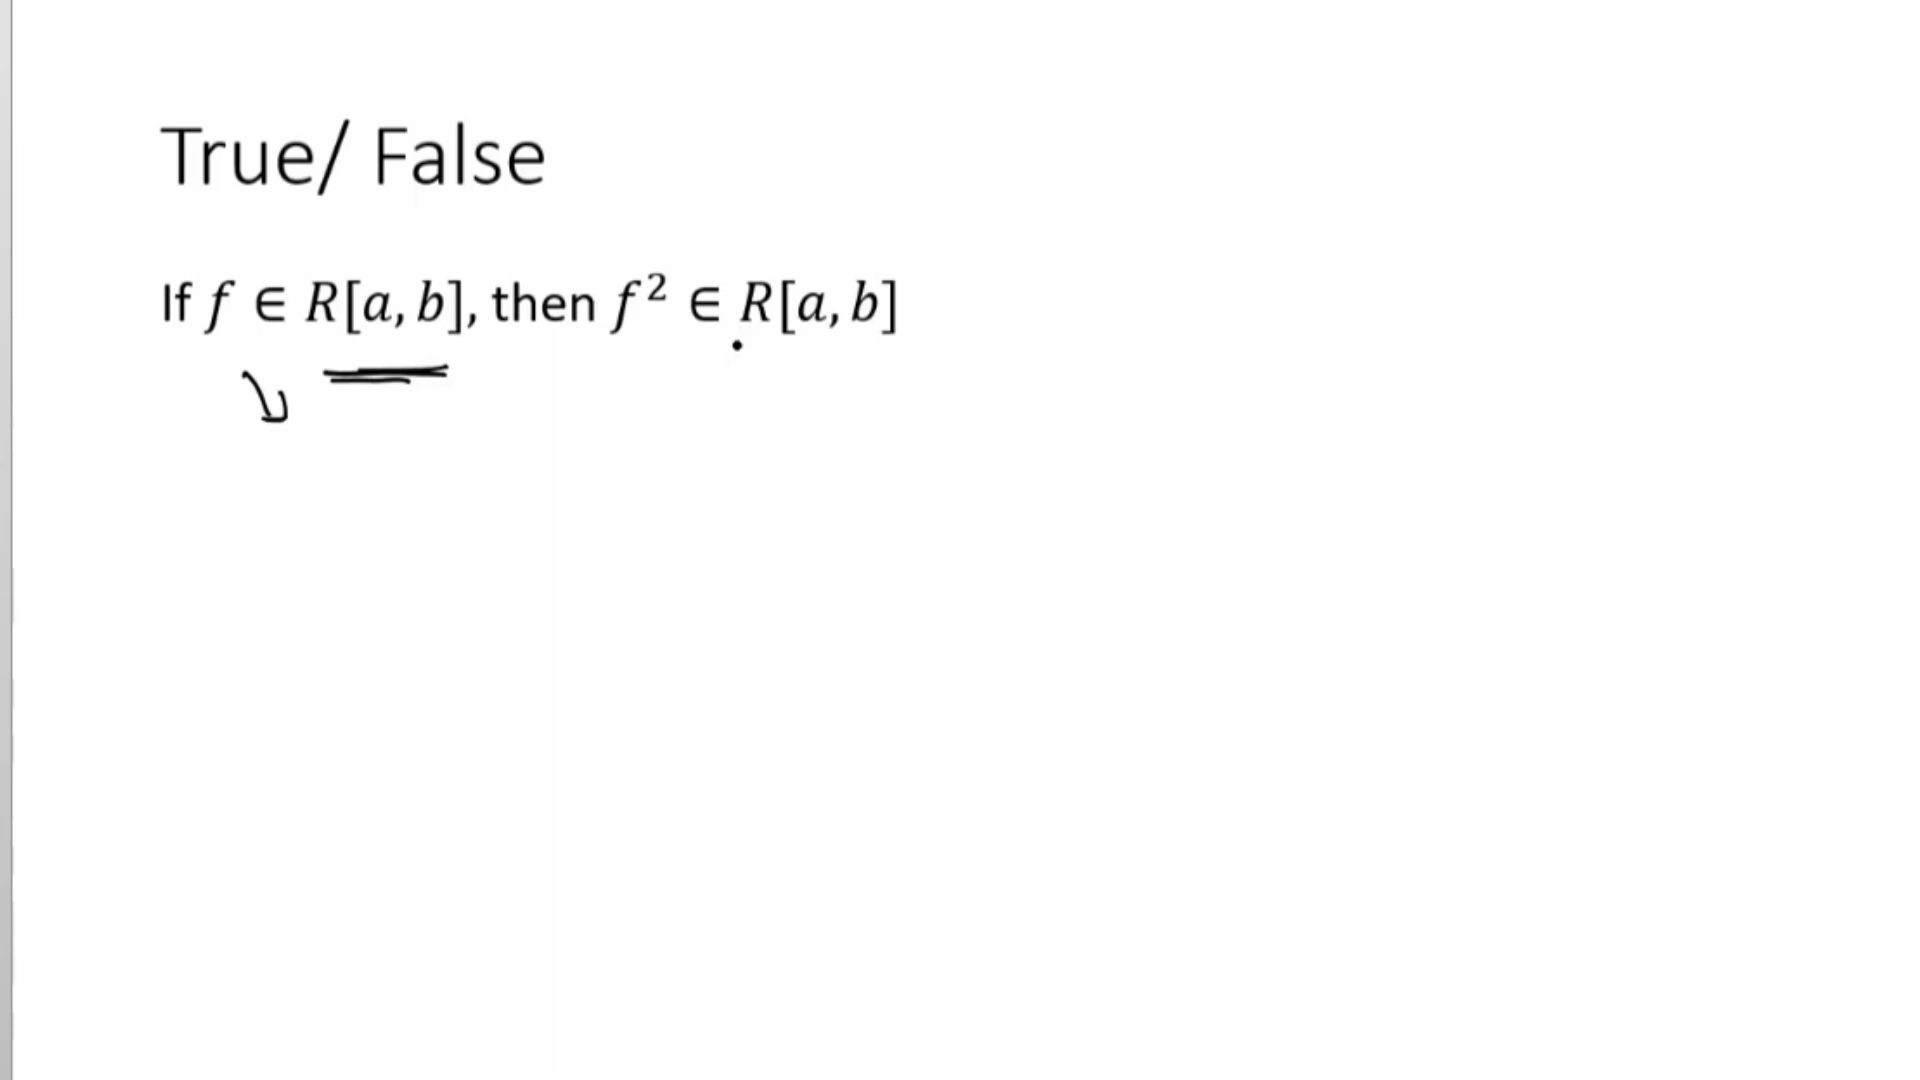 True/ False
If f ∈ R[a, b], then f² ∈ R[a, b]